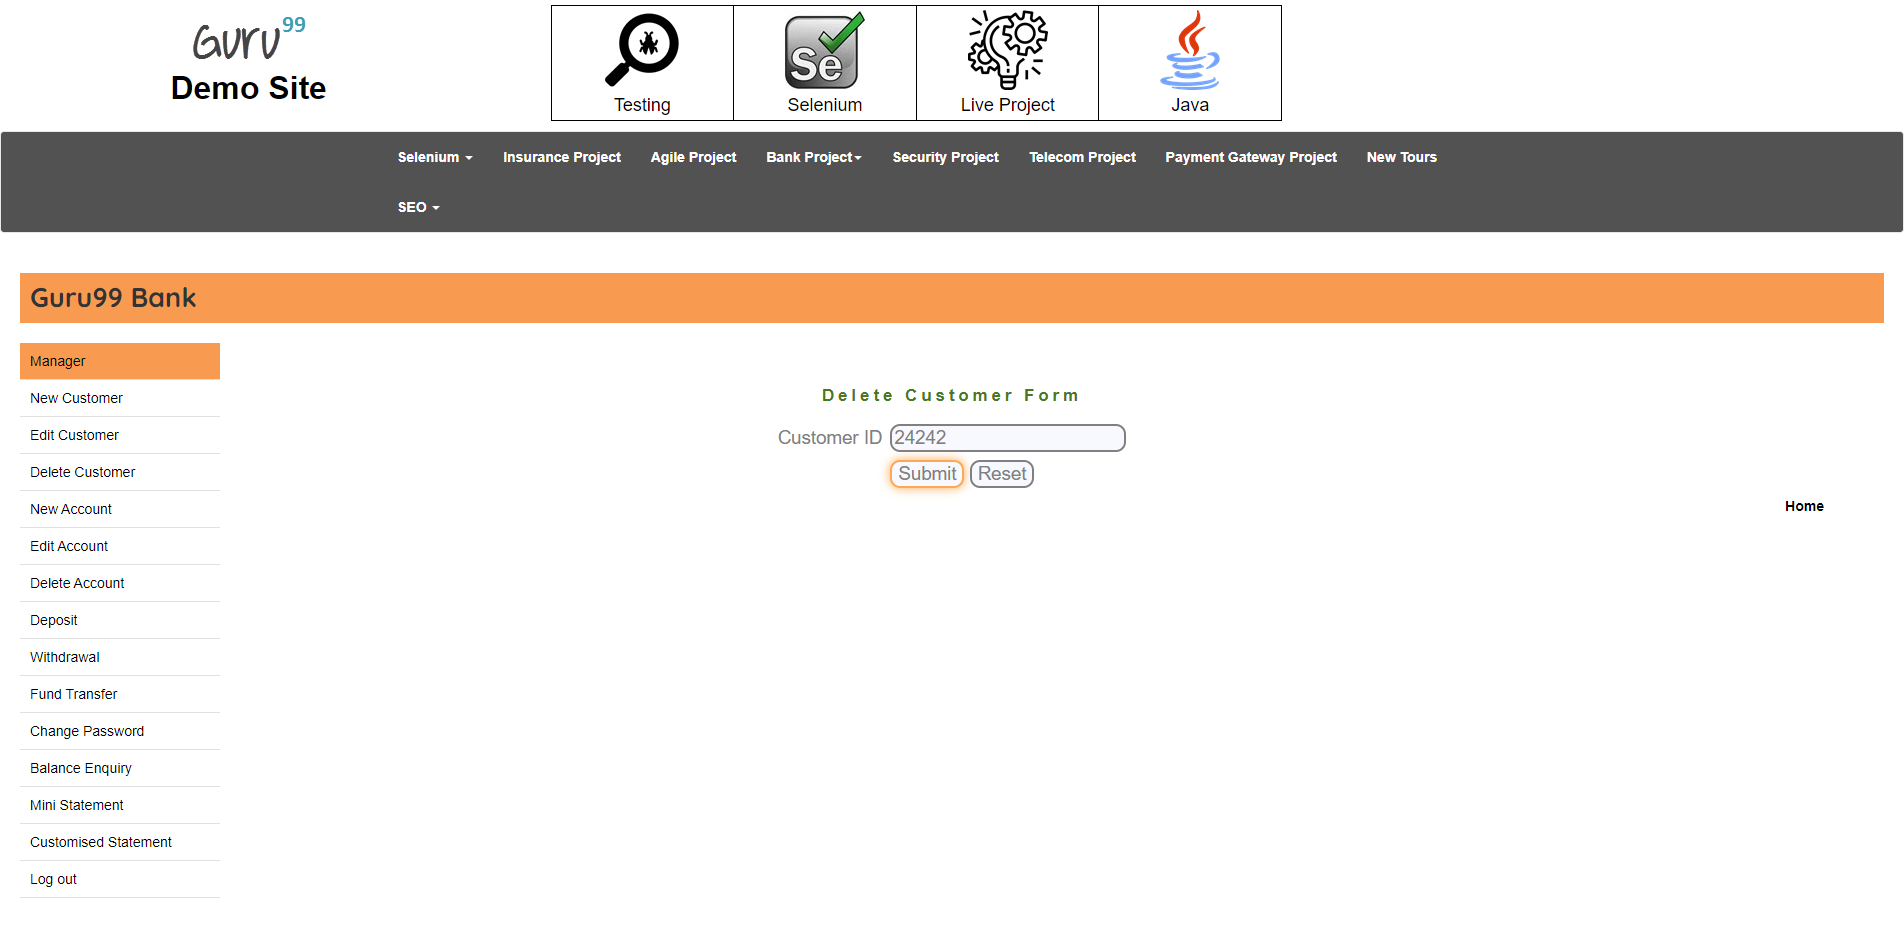 Guru99
Demo Site
Testing
Se
Selenium
Live Project
Java
Selenium
Insurance Project
Agile Project
Bank Project
Security Project
Telecom Project
Payment Gateway Project
New Tours
SEO
Guru99 Bank
Manager
New Customer
Edit Customer
Delete Customer
New Account
Edit Account
Delete Account
Deposit
Withdrawal
Fund Transfer
Change Password
Balance Enquiry
Mini Statement
Customised Statement
Log out
Delete Customer Form
Customer ID 24242
Submit Reset
Home